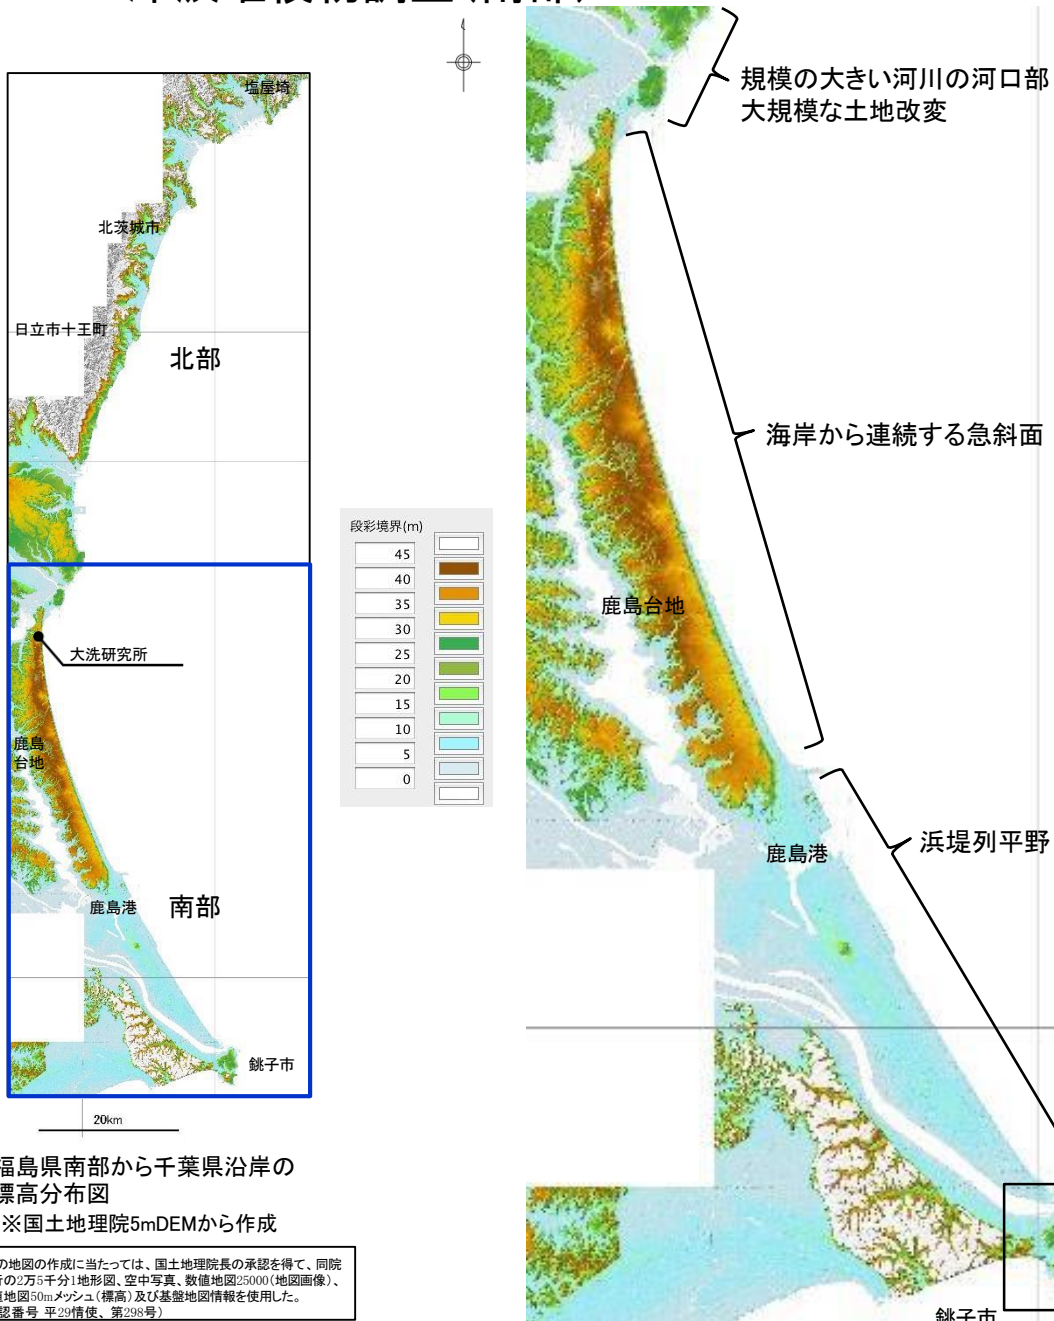 塩屋埼
北茨城市
日立市十王町
北部
大洗研究所
鹿島
台地
鹿島港
南部
銚子市
20km
福島県南部から千葉県沿岸の
標高分布図
※国土地理院5mDEMから作成
の地図の作成に当たっては、国土地理院長の承認を得て、同院
行の2万5千分1地形図、空中写真、数値地図25000(地図画像)、
値地図50mメッシュ(標高)及び基盤地図情報を使用した。
認番号 平29情使、第298号)
段彩境界(m)
45
40
35
30
25
20
15
10
5
0
規模の大きい河川の河口部
大規模な土地改変
海岸から連続する急斜面
鹿島台地
浜堤列平野
鹿島港
銚子市